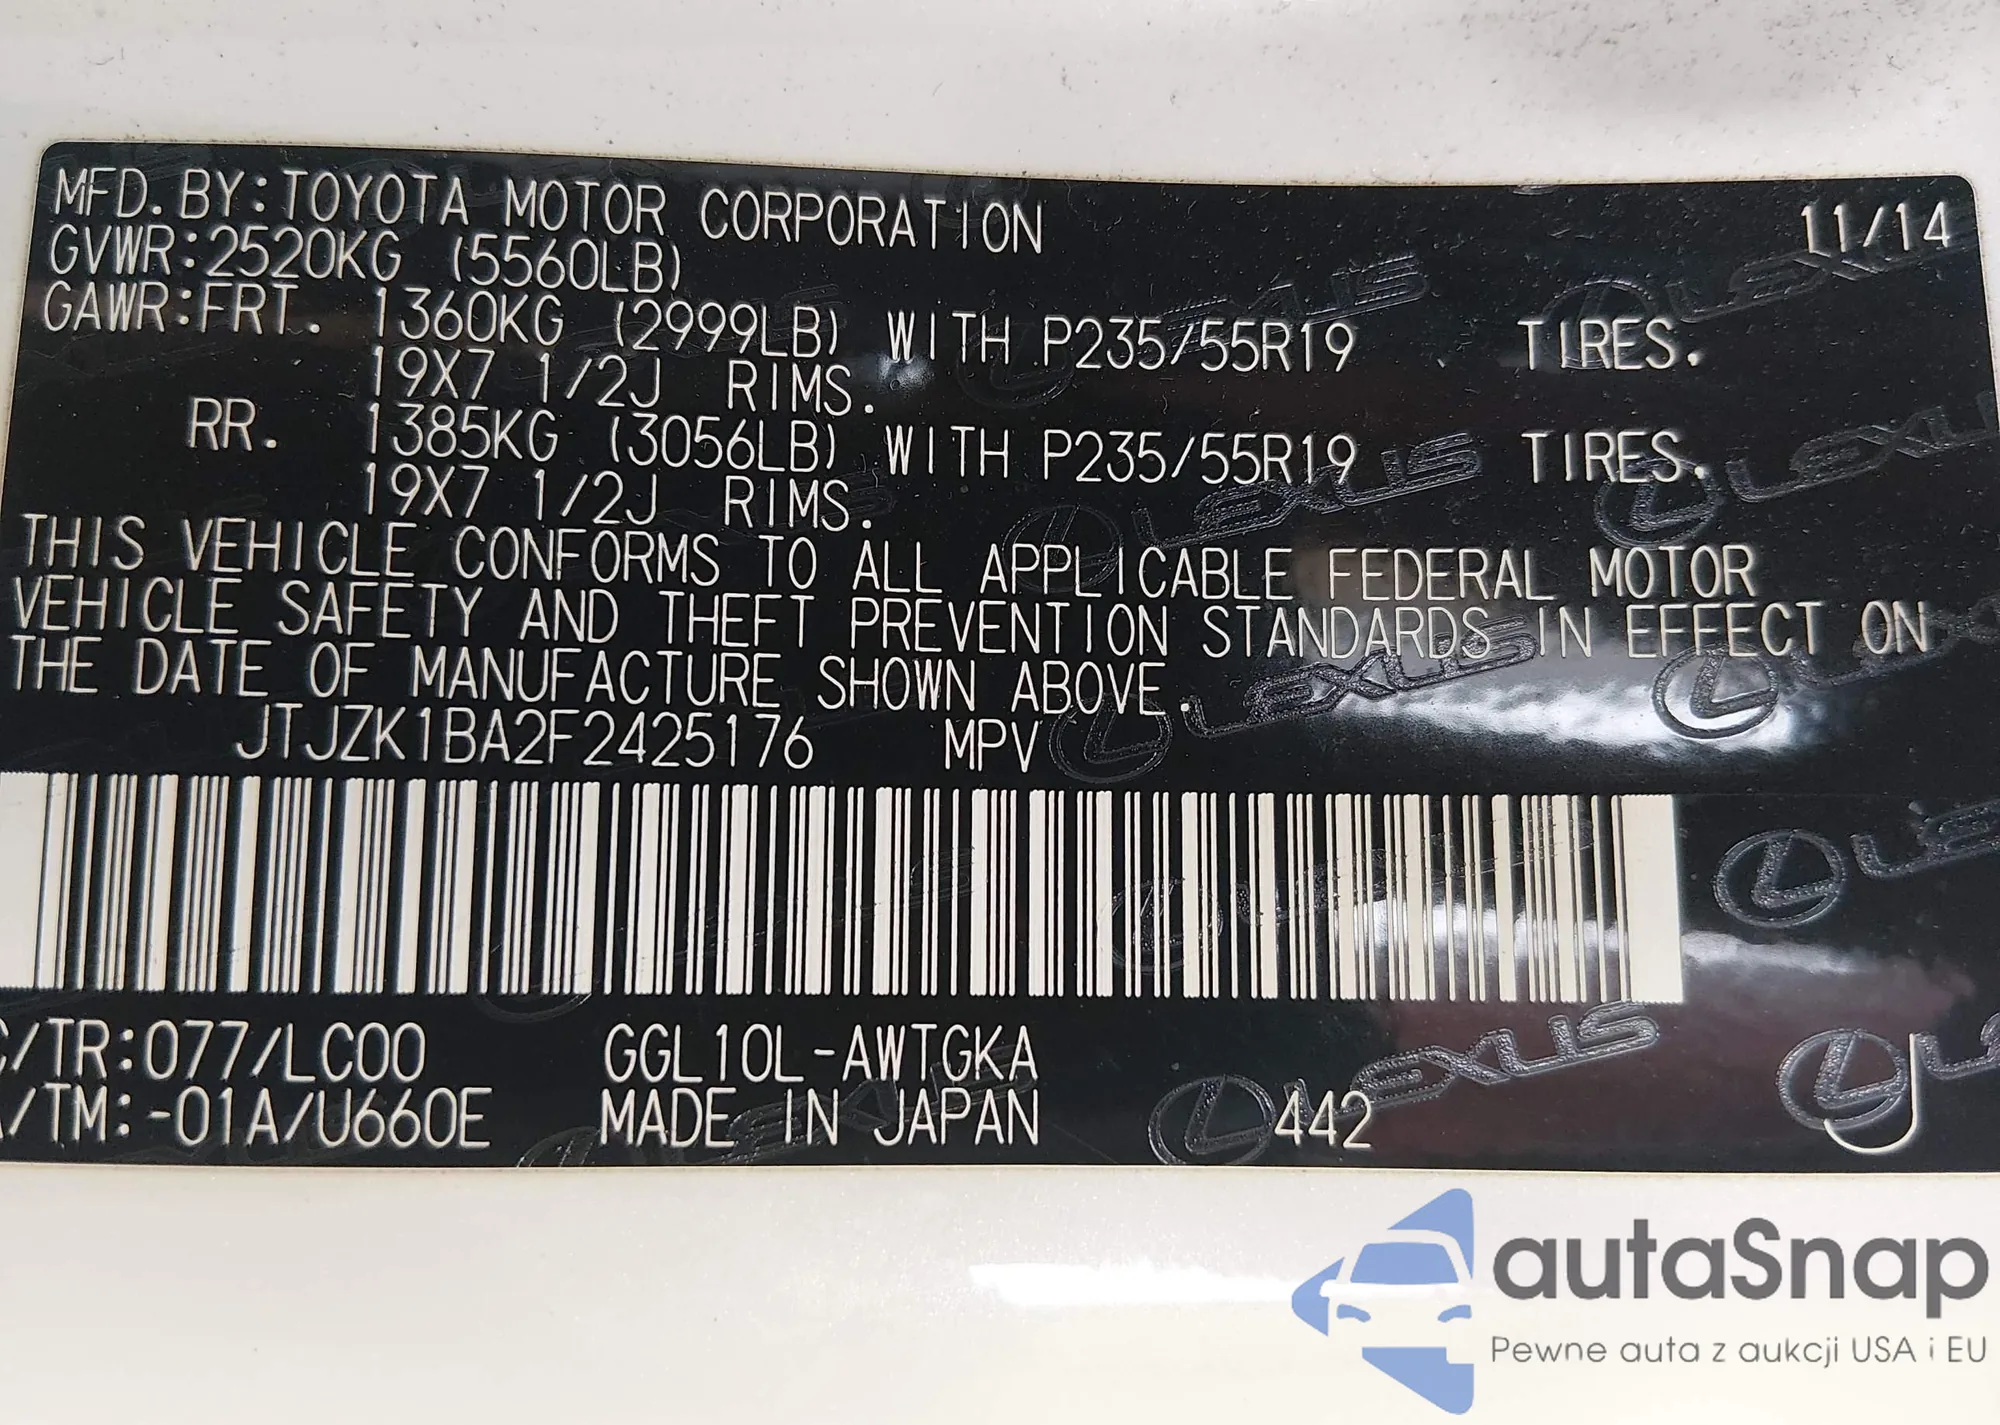 MFD. BY:TOYOTA MOTOR CORPORATION 11/14
GVWR:2520KG (5560LB)
GAWR:FRT. 1360KG (2999LB) WITH P235/55R19 TIRES.
19X7 1/2J RIMS.
RR. 1385KG (3056LB) WITH P235/55R19 TIRES.
19X7 1/2J RIMS.
THIS VEHICLE CONFORMS TO ALL APPLICABLE FEDERAL MOTOR
VEHICLE SAFETY AND THEFT PREVENTION STANDARDS IN EFFECT ON
THE DATE OF MANUFACTURE SHOWN ABOVE.
JTJZK1BA2F2425176 MPV
C/TR:077/LC00 GGL10L-AWTGKA
A/TM:-01A/U660E MADE IN JAPAN 442 J
LEXUS
autaSnap
Pewne auta z aukcji USA i EU